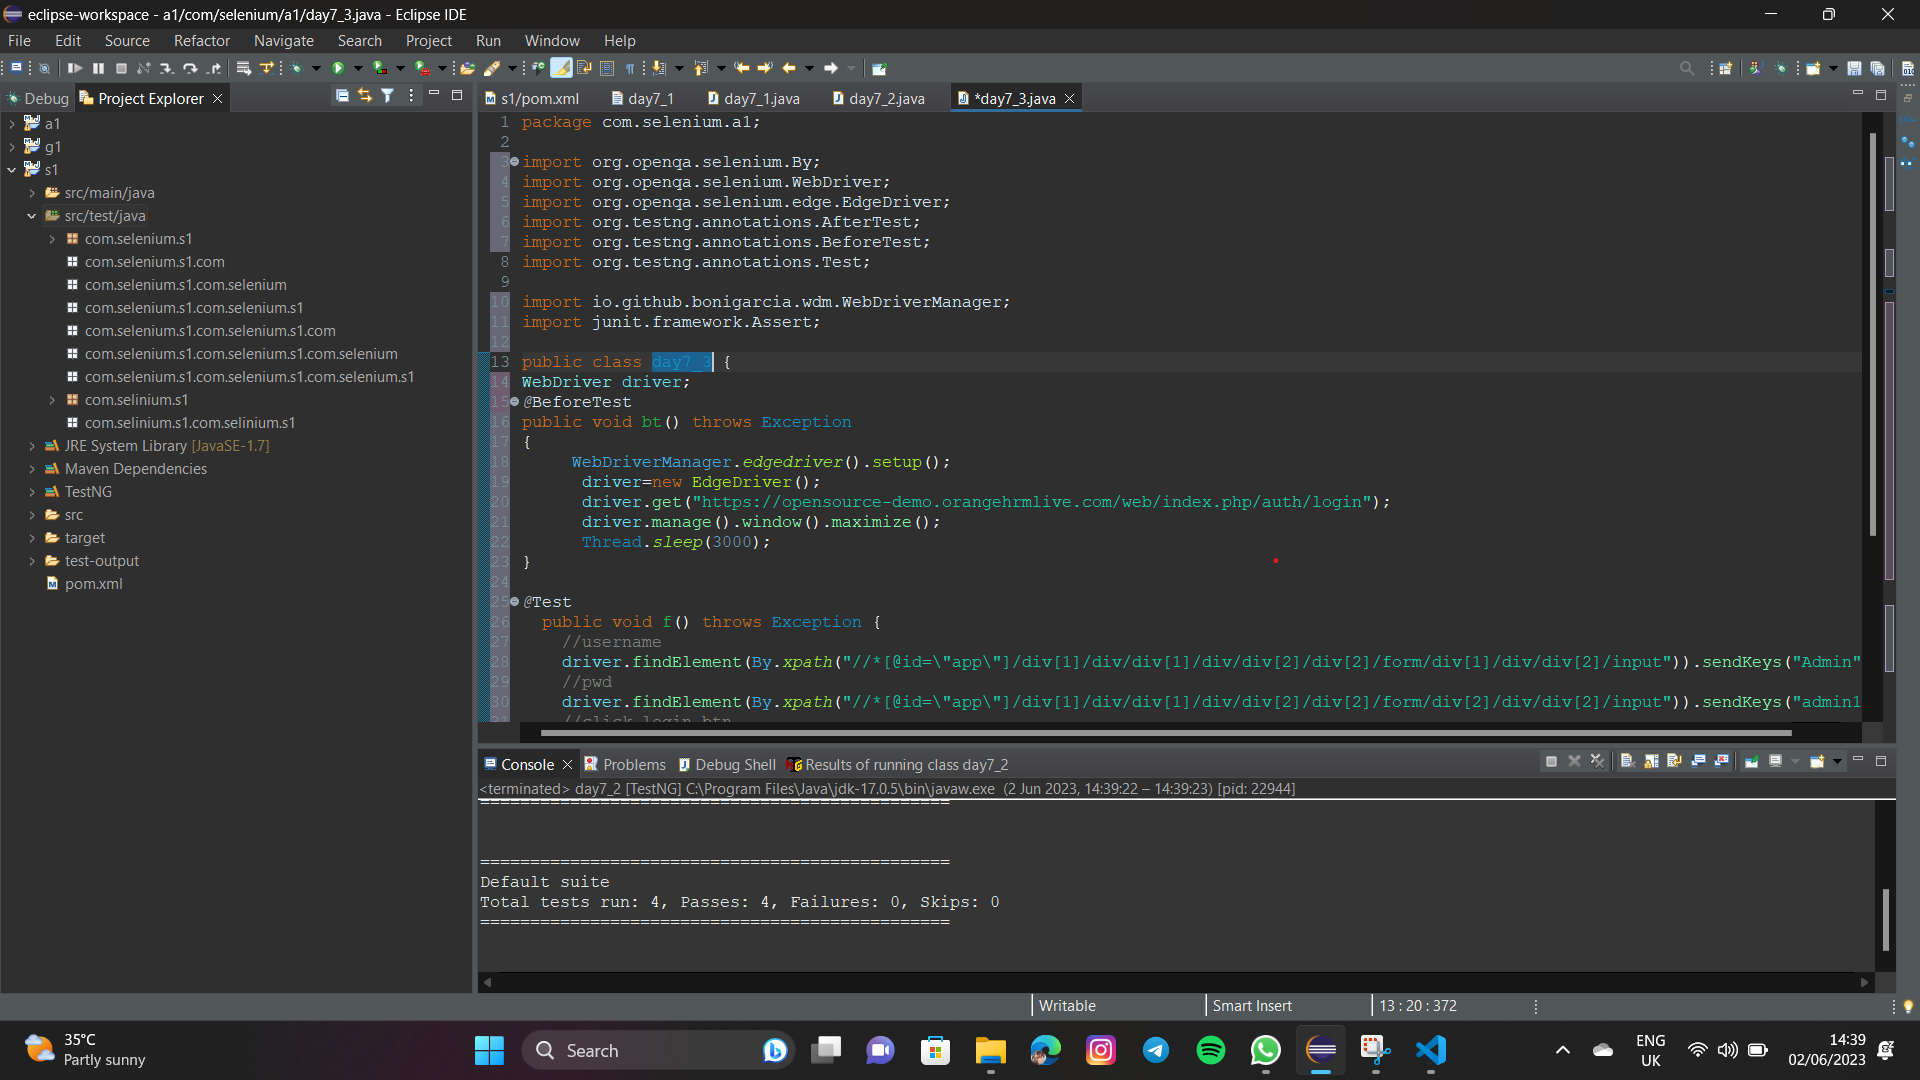 eclipse-workspace - a1/com/selenium/a1/day7_3.java - Eclipse IDE
File Edit Source Refactor Navigate Search Project Run Window Help
Debug Project Explorer
s1/pom.xml day7_1 day7_1.java day7_2.java *day7_3.java
a1
g1
s1
src/main/java
src/test/java
com.selenium.s1
com.selenium.s1.com
com.selenium.s1.com.selenium
com.selenium.s1.com.selenium.s1
com.selenium.s1.com.selenium.s1.com
com.selenium.s1.com.selenium.s1.com.selenium
com.selenium.s1.com.selenium.s1.com.selenium.s1
com.selinium.s1
com.selinium.s1.com.selinium.s1
JRE System Library [JavaSE-1.7]
Maven Dependencies
TestNG
src
target
test-output
pom.xml
1 package com.selenium.a1;
2
3 import org.openqa.selenium.By;
4 import org.openqa.selenium.WebDriver;
5 import org.openqa.selenium.edge.EdgeDriver;
6 import org.testng.annotations.AfterTest;
7 import org.testng.annotations.BeforeTest;
8 import org.testng.annotations.Test;
9
10 import io.github.bonigarcia.wdm.WebDriverManager;
11 import junit.framework.Assert;
12
13 public class day7_3 {
14 WebDriver driver;
15 @BeforeTest
16 public void bt() throws Exception
17 {
18 WebDriverManager.edgedriver().setup();
19 driver=new EdgeDriver();
20 driver.get("https://opensource-demo.orangehrmlive.com/web/index.php/auth/login");
21 driver.manage().window().maximize();
22 Thread.sleep(3000);
23 }
24
25 @Test
26 public void f() throws Exception {
27 //username
28 driver.findElement(By.xpath("//*[@id=\"app\"]/div[1]/div/div[1]/div/div[2]/div[2]/form/div[1]/div/div[2]/input")).sendKeys("Admin"
29 //pwd
30 driver.findElement(By.xpath("//*[@id=\"app\"]/div[1]/div/div[1]/div/div[2]/div[2]/form/div[2]/div/div[2]/input")).sendKeys("admin1
31 //click login btn
Console Problems Debug Shell Results of running class day7_2
<terminated> day7_2 [TestNG] C:\Program Files\Java\jdk-17.0.5\bin\javaw.exe (2 Jun 2023, 14:39:22 – 14:39:23) [pid: 22944]
===============================================
===============================================
Default suite
Total tests run: 4, Passes: 4, Failures: 0, Skips: 0
===============================================
Writable Smart Insert 13 : 20 : 372
35°C
Partly sunny
Search
ENG
UK
14:39
02/06/2023